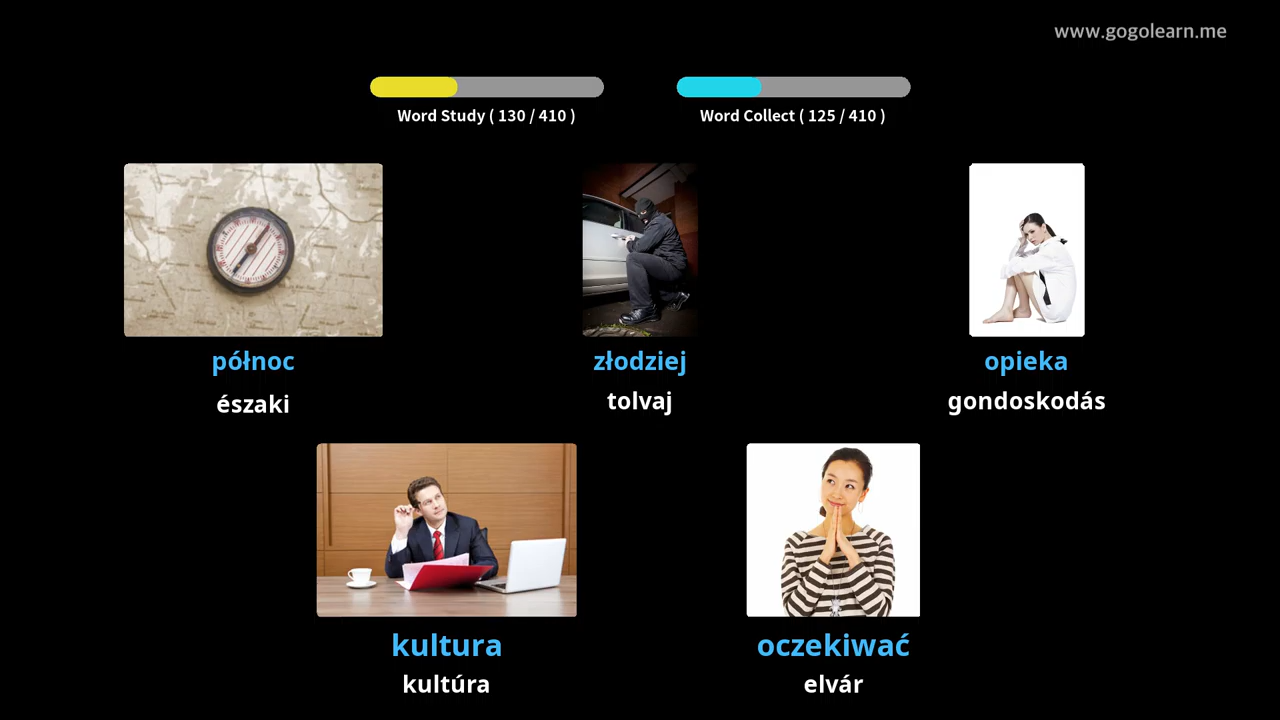 www.gogolearn.me
Word Study ( 130 / 410 )
Word Collect ( 125 / 410 )
północ
złodziej
opieka
északi
tolvaj
gondoskodás
kultura
oczekiwać
kultúra
elvár